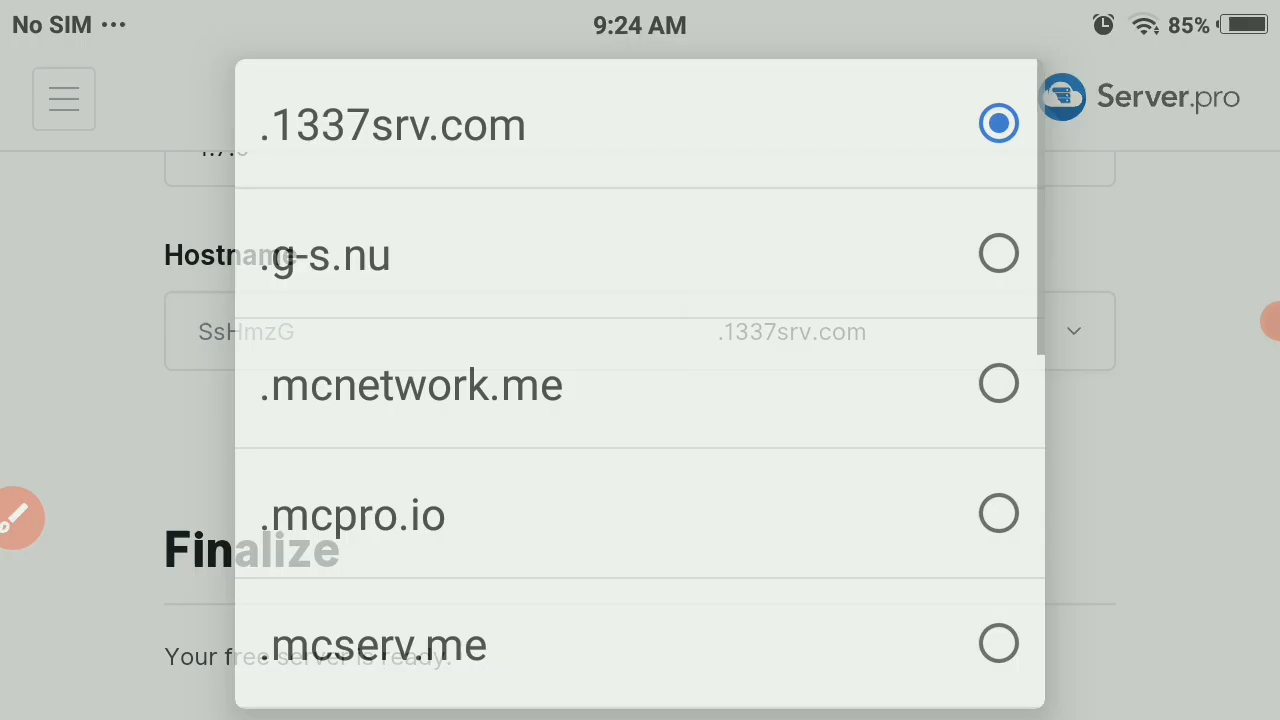 No SIM
9:24 AM
85%
Server.pro
.1337srv.com
Hostname
.g-s.nu
SsHmzG
.1337srv.com
.mcnetwork.me
.mcpro.io
Finalize
.mcserv.me
Your free server is ready.